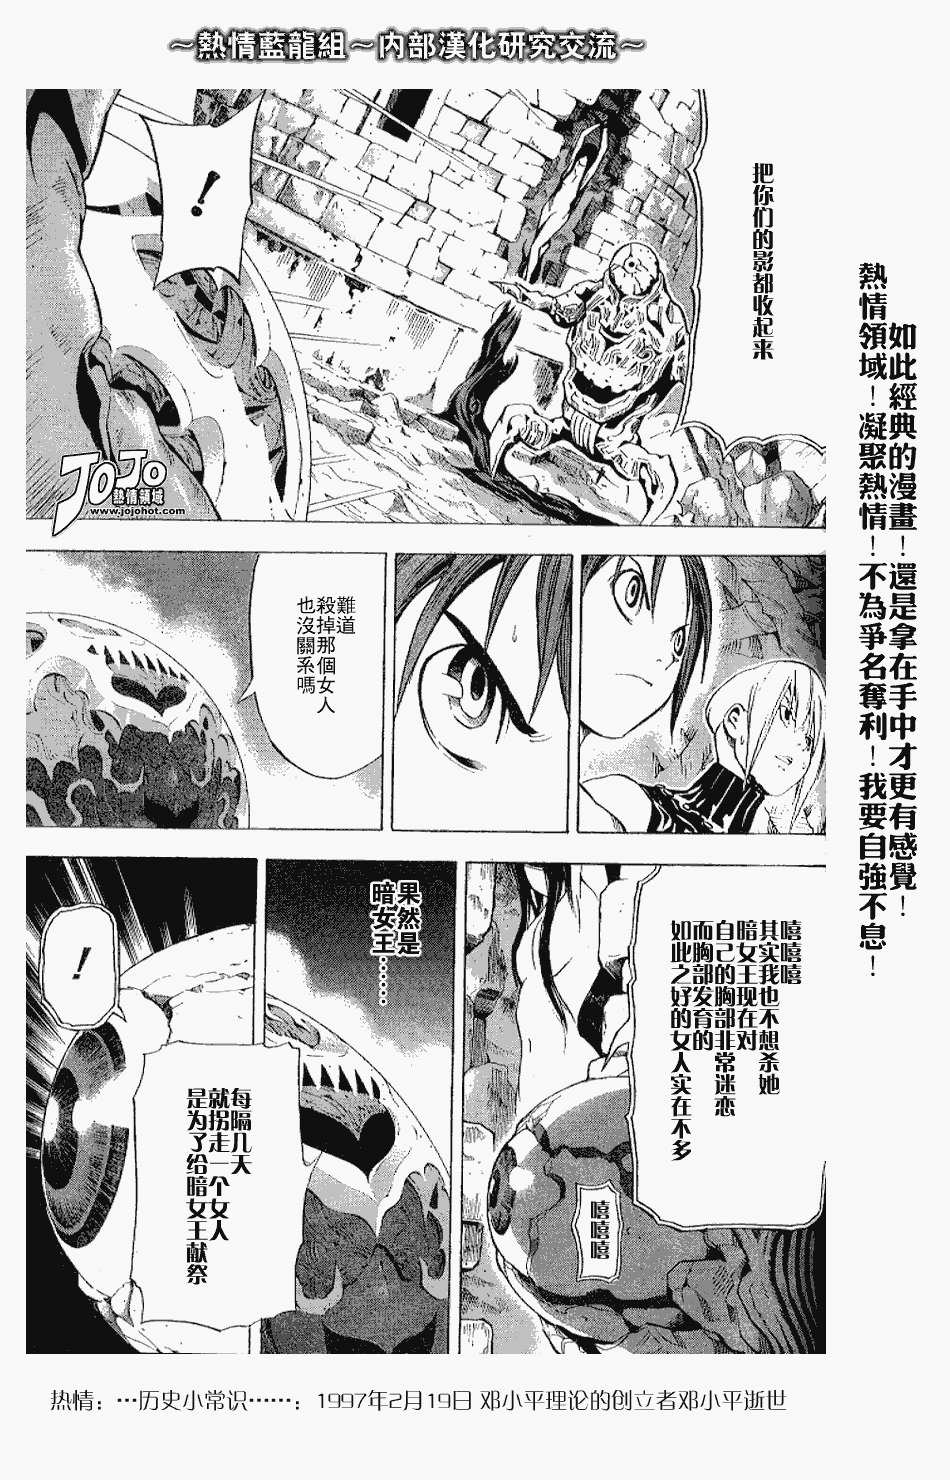 ～熱情藍龍組～内部漢化研究交流～
如此經典的漫畫！還是拿在手中才更有感覺！
熱情領域！凝聚熱情！不為爭名奪利！我要自強不息！
把你们的影都收起来
！
JOJO
熱情領域
www.jojohot.com
難道
殺掉那個女人
也沒關系嗎
嘻嘻嘻
其实我也不想杀她
暗女王现在对
自己的胸部非常迷恋
而胸部发育的
如此之好的女人实在不多
嘻嘻嘻
果然是
暗女王……
！
每隔几天
就拐走一个女人
是为了给暗女王献祭
热情：…历史小常识……：1997年2月19日 邓小平理论的创立者邓小平逝世